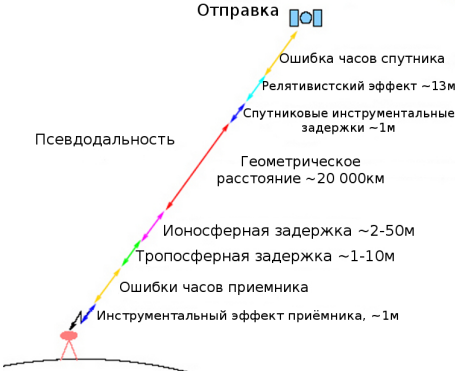 Отправка
Ошибка часов спутника
Релятивистский эффект ~13м
Спутниковые инструментальные
задержки ~1м
Псевдодальность
Геометрическое
расстояние ~20 000км
Ионосферная задержка ~2-50м
Тропосферная задержка ~1-10м
Ошибки часов приемника
Инструментальный эффект приёмника, ~1м